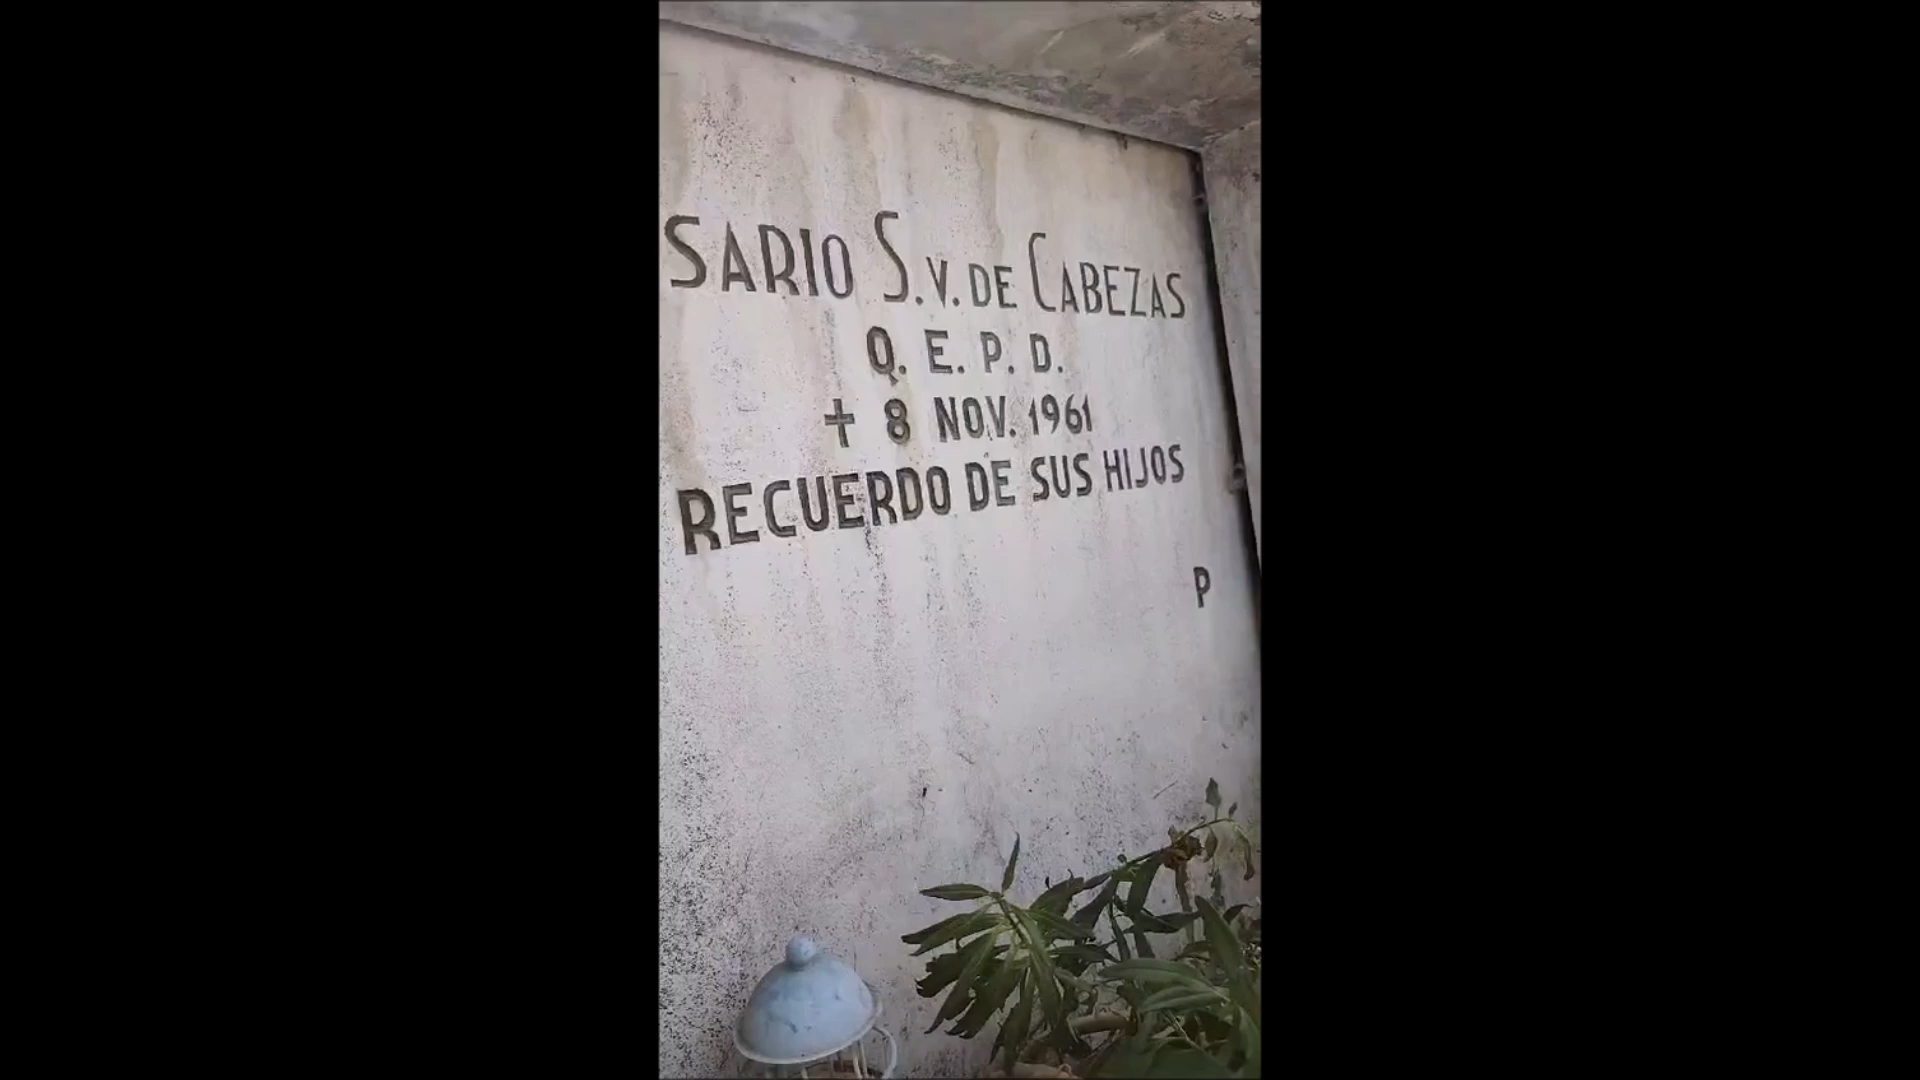 SARIO S. V. DE CABEZAS
Q. E. P. D.
✝ 8 NOV. 1961
RECUERDO DE SUS HIJOS
P